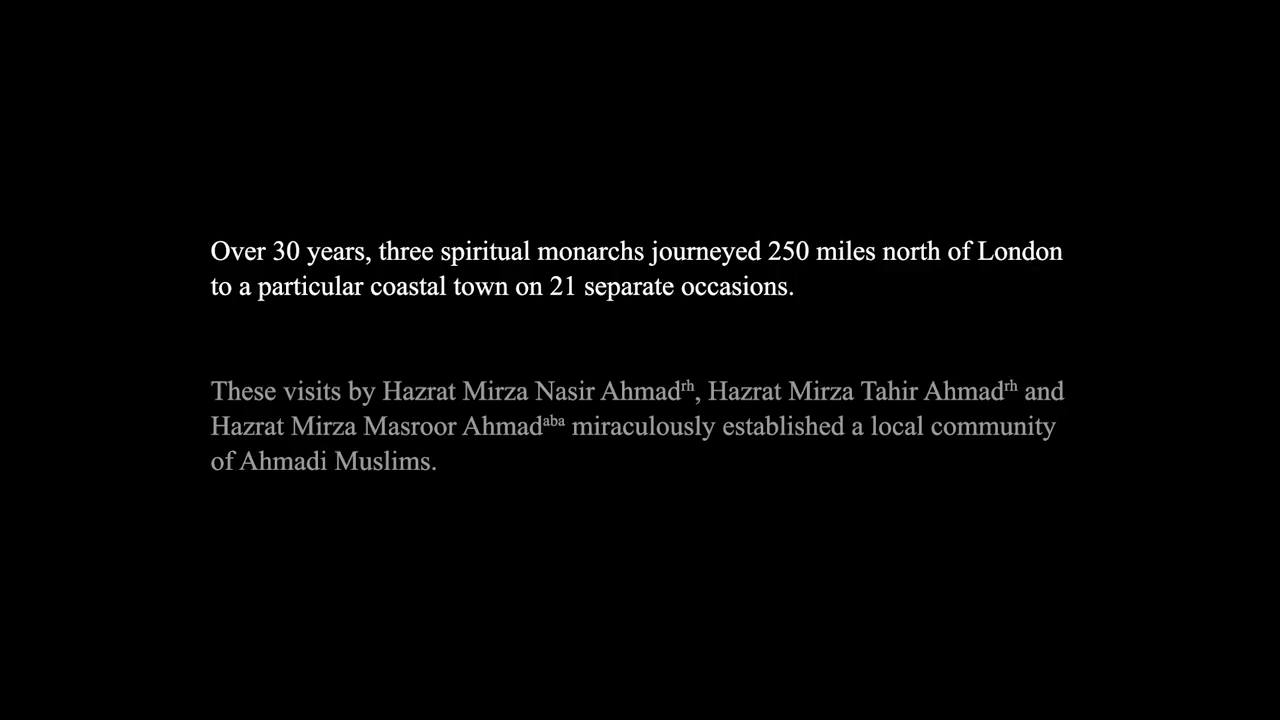 Over 30 years, three spiritual monarchs journeyed 250 miles north of London
to a particular coastal town on 21 separate occasions.
These visits by Hazrat Mirza Nasir Ahmadrh, Hazrat Mirza Tahir Ahmadrh and
Hazrat Mirza Masroor Ahmadaba miraculously established a local community
of Ahmadi Muslims.